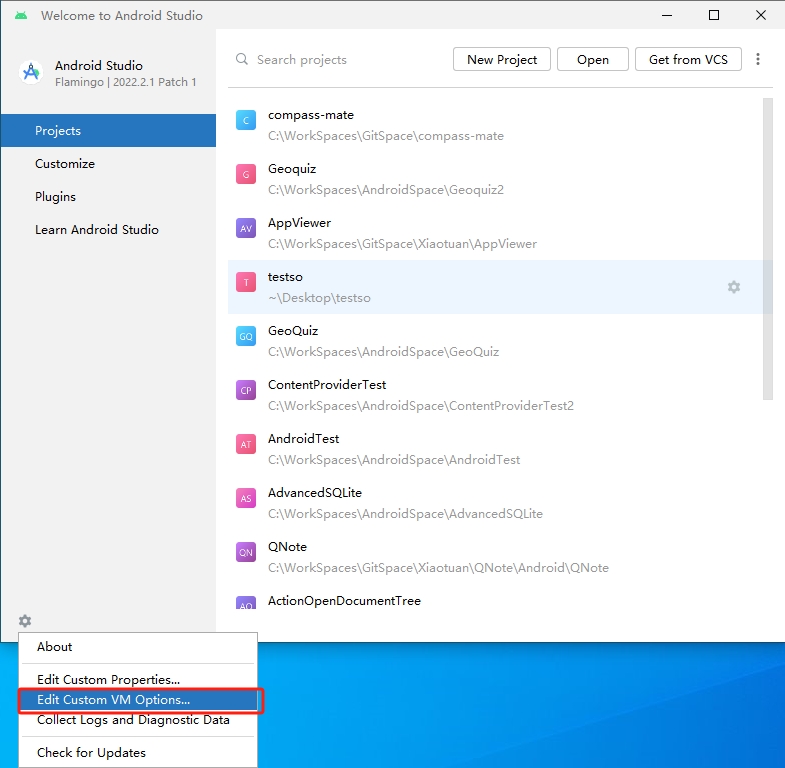 Welcome to Android Studio
Android Studio
Flamingo | 2022.2.1 Patch 1
Projects
Customize
Plugins
Learn Android Studio
Search projects
New Project
Open
Get from VCS
C
compass-mate
C:\WorkSpaces\GitSpace\compass-mate
G
Geoquiz
C:\WorkSpaces\AndroidSpace\Geoquiz2
AV
AppViewer
C:\WorkSpaces\GitSpace\Xiaotuan\AppViewer
T
testso
~\Desktop\testso
GQ
GeoQuiz
C:\WorkSpaces\AndroidSpace\GeoQuiz
CP
ContentProviderTest
C:\WorkSpaces\AndroidSpace\ContentProviderTest2
AT
AndroidTest
C:\WorkSpaces\AndroidSpace\AndroidTest
AS
AdvancedSQLite
C:\WorkSpaces\AndroidSpace\AdvancedSQLite
QN
QNote
C:\WorkSpaces\GitSpace\Xiaotuan\QNote\Android\QNote
AO
ActionOpenDocumentTree
About
Edit Custom Properties...
Edit Custom VM Options...
Collect Logs and Diagnostic Data
Check for Updates